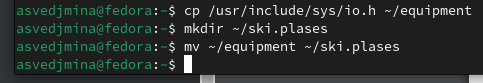 asvedjmina@fedora:~$ cp /usr/include/sys/io.h ~/equipment
asvedjmina@fedora:~$ mkdir ~/ski.plases
asvedjmina@fedora:~$ mv ~/equipment ~/ski.plases
asvedjmina@fedora:~$